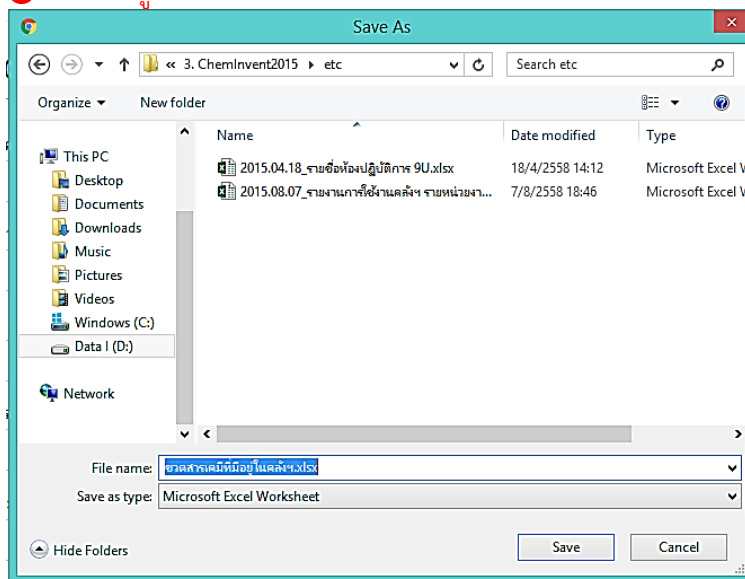 Save As
« 3. ChemInvent2015 ▸ etc
Search etc
Organize
New folder
Name
Date modified
Type
This PC
Desktop
Documents
Downloads
Music
Pictures
Videos
Windows (C:)
Data I (D:)
Network
2015.04.18_รายชื่อห้องปฏิบัติการ 9U.xlsx 18/4/2558 14:12 Microsoft Excel W
2015.08.07_รายงานการใช้งานคลังฯ รายหน่วยงา... 7/8/2558 18:46 Microsoft Excel W
File name: ขวดสารเคมีที่มีอยู่ในคลังฯ.xlsx
Save as type: Microsoft Excel Worksheet
Hide Folders
Save
Cancel